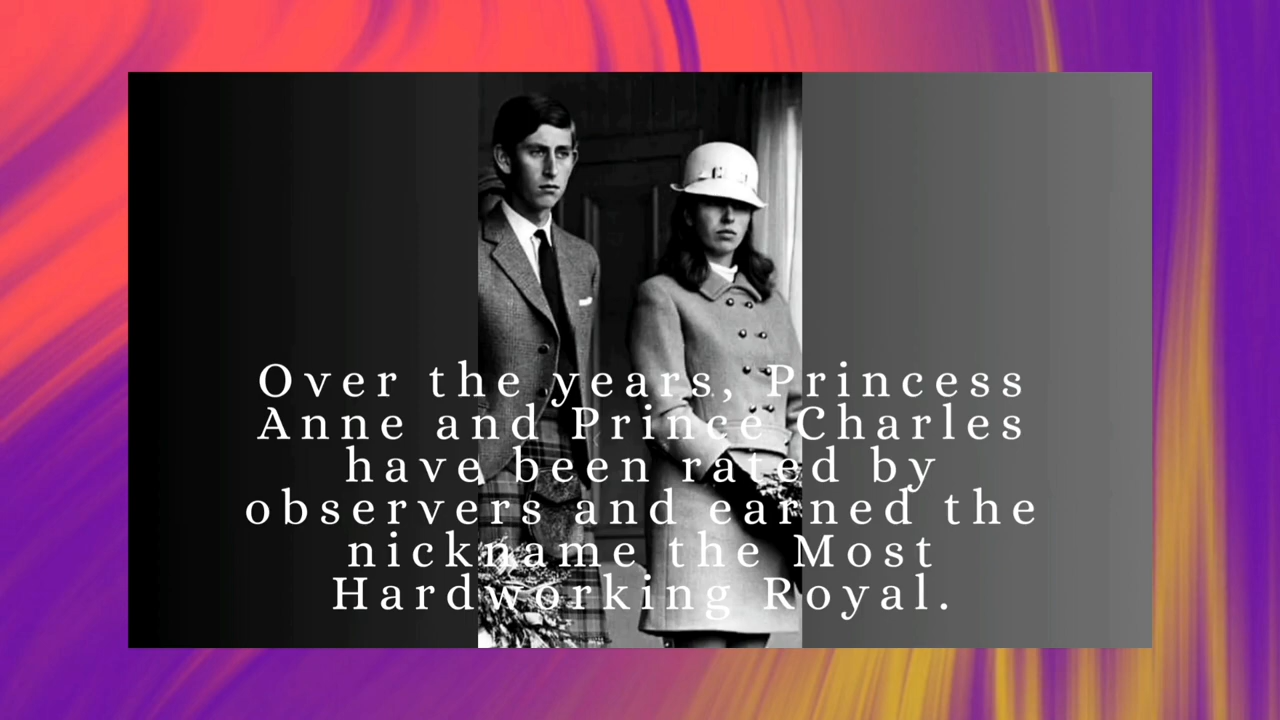 Over the years, Princess
Anne and Prince Charles
have been rated by
observers and earned the
nickname the Most
Hardworking Royal.